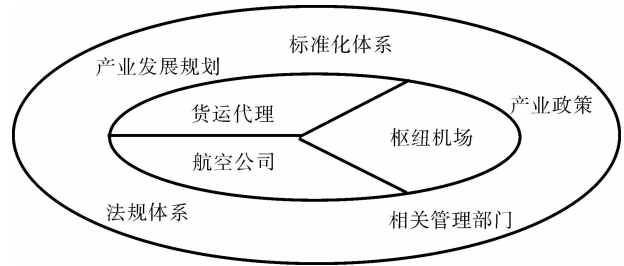 标准化体系
产业发展规划
产业政策
货运代理
枢纽机场
航空公司
法规体系
相关管理部门